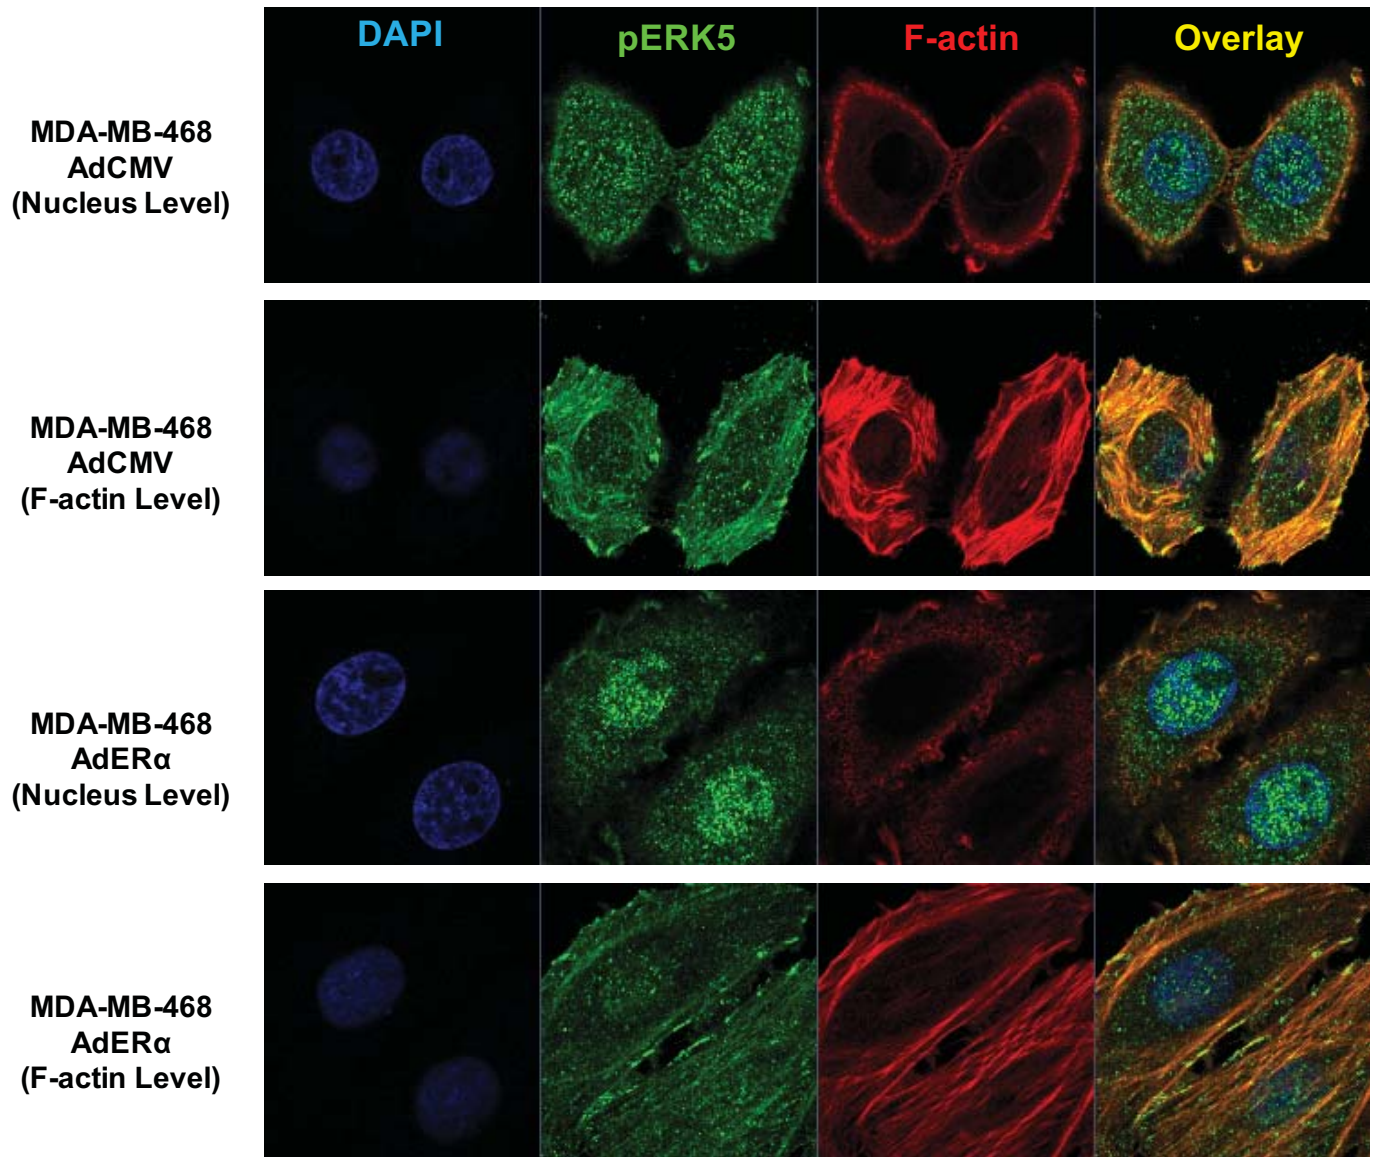 DAPI
pERK5
F-actin
Overlay
MDA-MB-468
AdCMV
(Nucleus Level)
MDA-MB-468
AdCMV
(F-actin Level)
MDA-MB-468
AdERα
(Nucleus Level)
MDA-MB-468
AdERα
(F-actin Level)